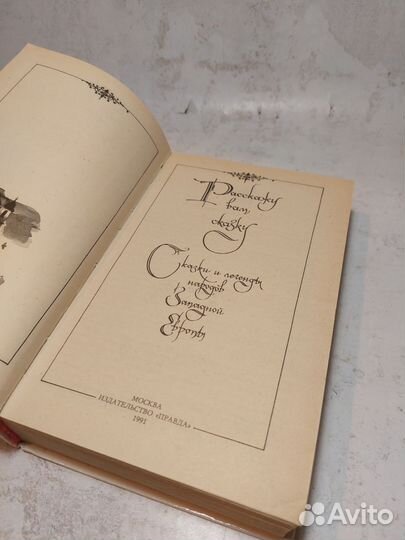 Расскажу
вам
сказку
Сказки и легенды
народов
Западной
Европы
МОСКВА
ИЗДАТЕЛЬСТВО «ПРАВДА»
1991
Avito